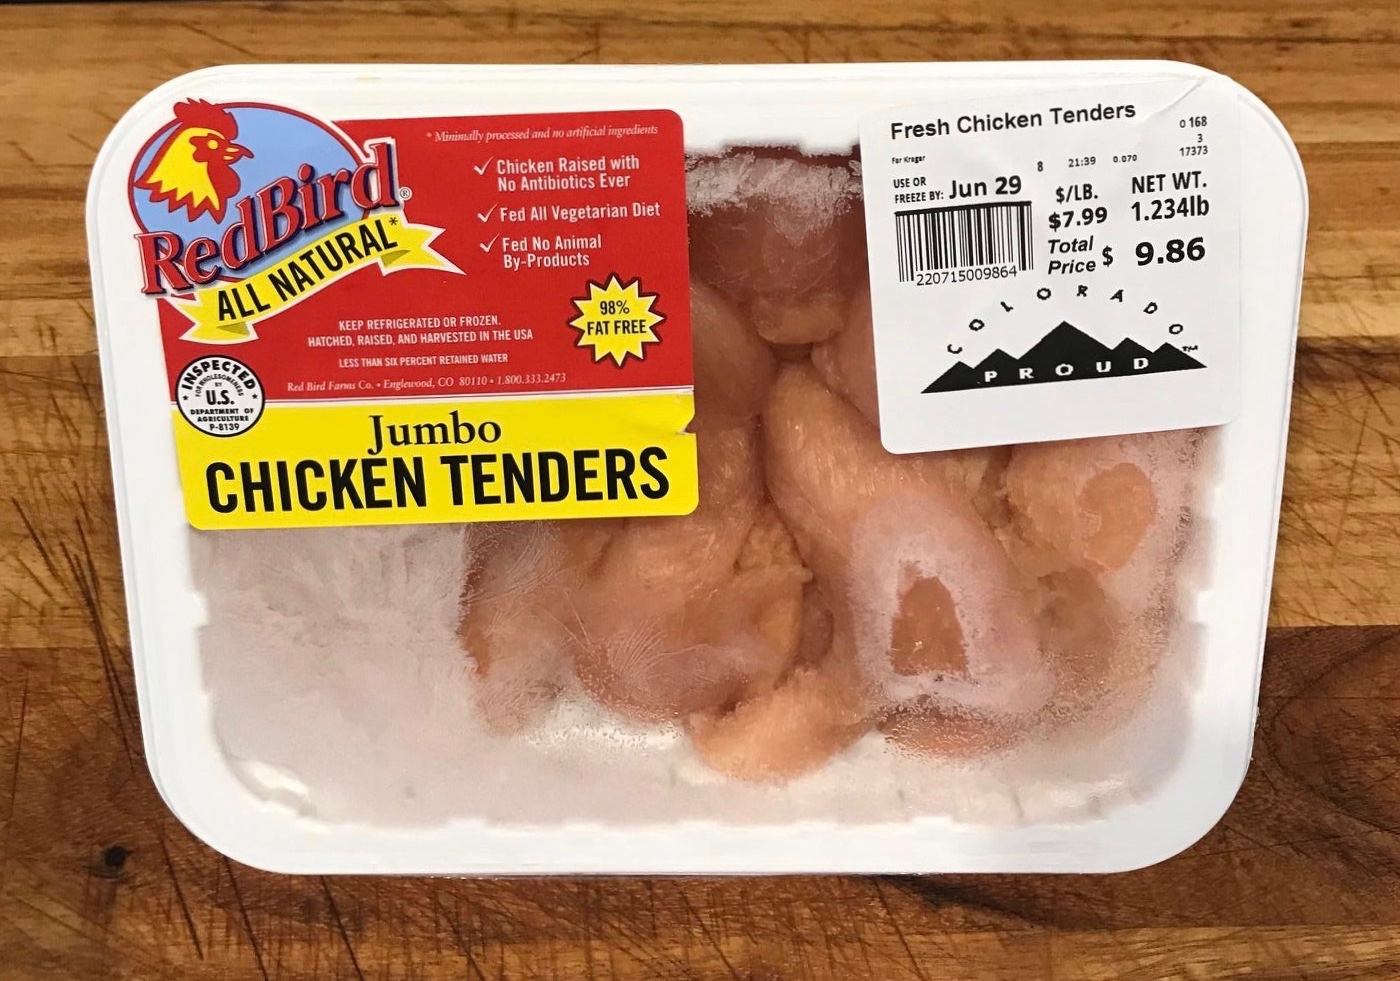 RedBird®
ALL NATURAL*
* Minimally processed and no artificial ingredients
✓ Chicken Raised with
No Antibiotics Ever
✓ Fed All Vegetarian Diet
✓ Fed No Animal
By-Products
98%
FAT FREE
KEEP REFRIGERATED OR FROZEN.
HATCHED, RAISED, AND HARVESTED IN THE USA
LESS THAN SIX PERCENT RETAINED WATER
Red Bird Farms Co. • Englewood, CO 80110 • 1.800.333.2473
INSPECTED
FOR WHOLESOMENESS
BY
U.S.
DEPARTMENT OF
AGRICULTURE
P-8139
Jumbo
CHICKEN TENDERS
Fresh Chicken Tenders
0 168
3
17373
For Kroger
8 21:39 0.070
USE OR
FREEZE BY: Jun 29
$/LB.
$7.99
NET WT.
1.234lb
220715009864
Total
Price $ 9.86
COLORADO
PROUD™